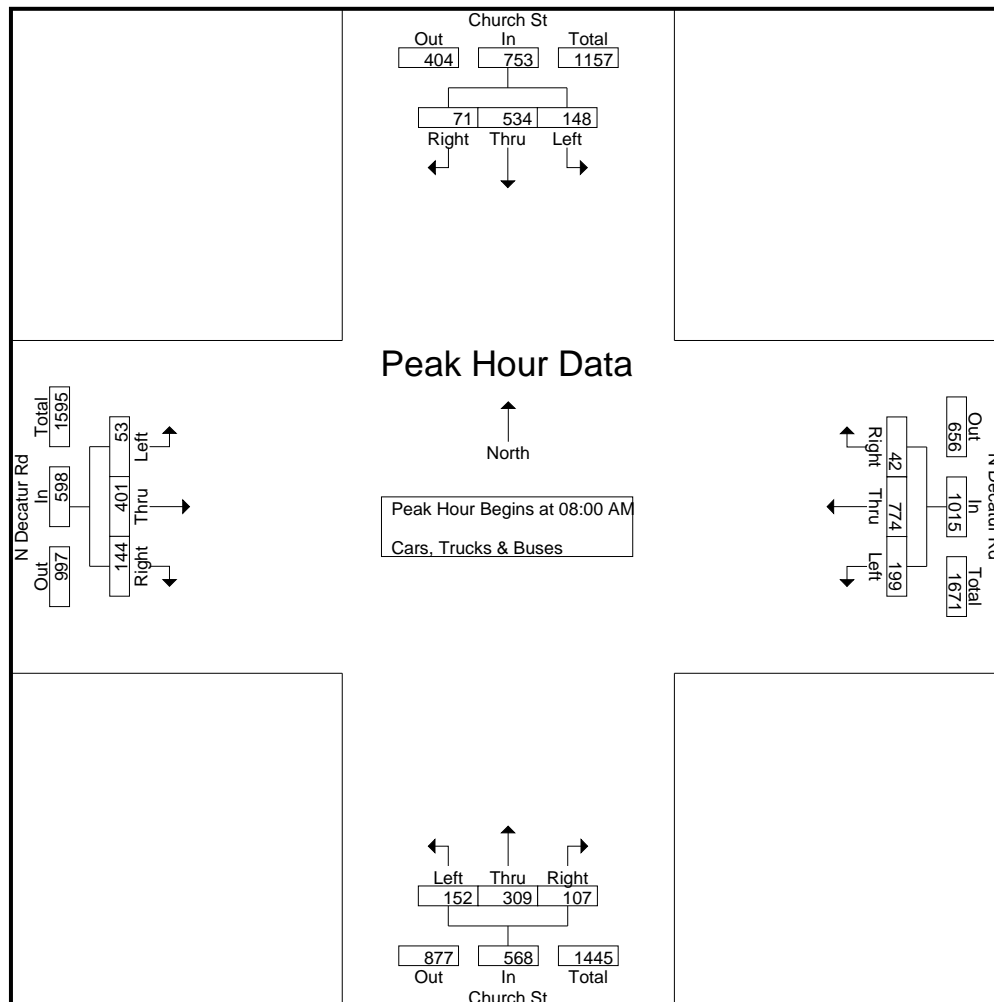 Church St
Out In Total
404 753 1157
71 534 148
Right Thru Left
Peak Hour Data
North
Peak Hour Begins at 08:00 AM
Cars, Trucks & Buses
N Decatur Rd
Out In Total
997 598 1595
53 401 144
Left Thru Right
N Decatur Rd
Out In Total
656 1015 1671
42 774 199
Right Thru Left
Left Thru Right
152 309 107
877 568 1445
Out In Total
Church St